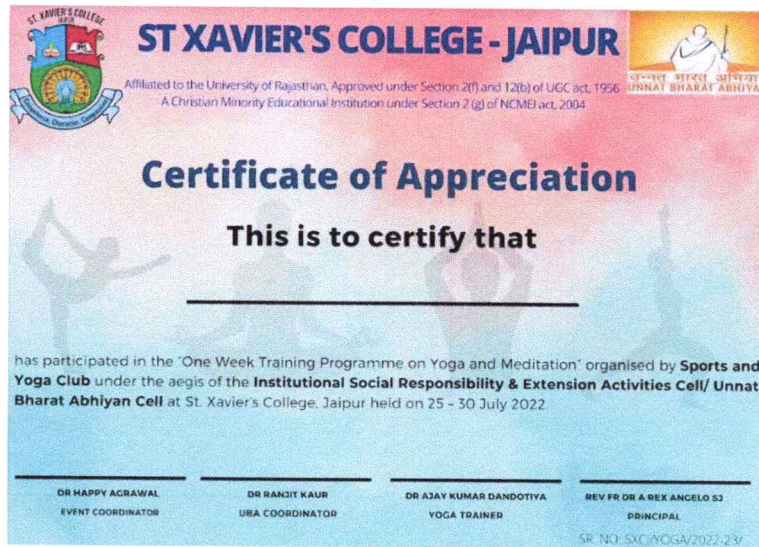 ST. XAVIER'S COLLEGE
JAIPUR
Competence, Character, Compassion
ST XAVIER'S COLLEGE - JAIPUR
Affiliated to the University of Rajasthan, Approved under Section 2(f) and 12(b) of UGC act, 1956
A Christian Minority Educational Institution under Section 2 (g) of NCMEI act, 2004
उन्नत भारत अभिया
UNNAT BHARAT ABHIYA
Certificate of Appreciation
This is to certify that
has participated in the "One Week Training Programme on Yoga and Meditation" organised by Sports and
Yoga Club under the aegis of the Institutional Social Responsibility & Extension Activities Cell/ Unnat
Bharat Abhiyan Cell at St. Xavier's College, Jaipur held on 25 - 30 July 2022.
DR HAPPY AGRAWAL
EVENT COORDINATOR
DR RANJIT KAUR
UBA COORDINATOR
DR AJAY KUMAR DANDOTIYA
YOGA TRAINER
REV FR DR A REX ANGELO SJ
PRINCIPAL
SR. NO: SXCJ/YOGA/2022-23/